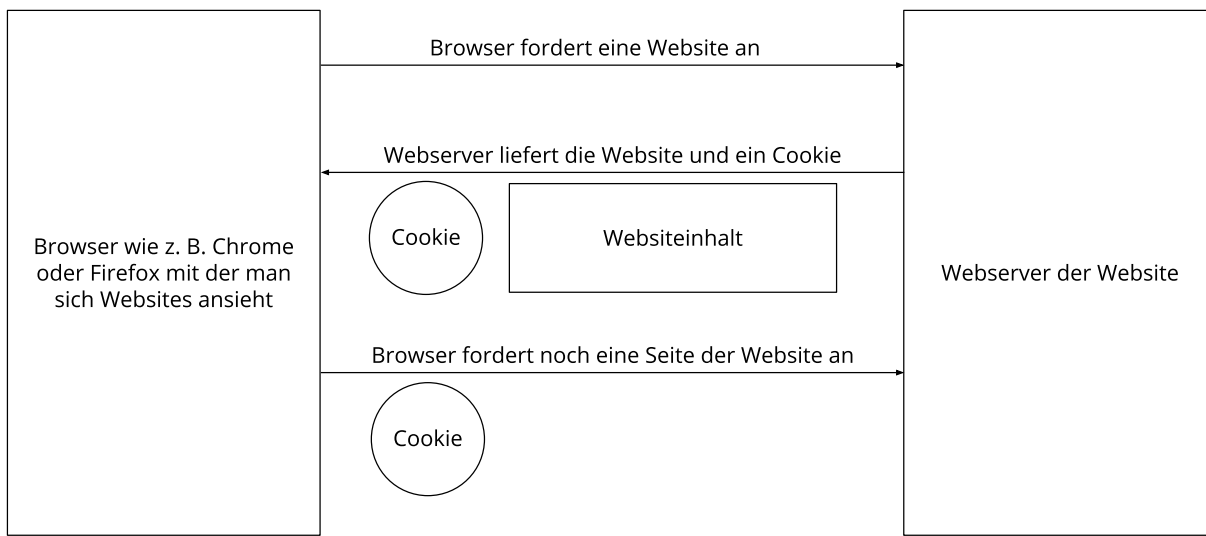 Browser fordert eine Website an
Webserver liefert die Website und ein Cookie
Cookie
Websiteinhalt
Browser wie z. B. Chrome
oder Firefox mit der man
sich Websites ansieht
Webserver der Website
Browser fordert noch eine Seite der Website an
Cookie